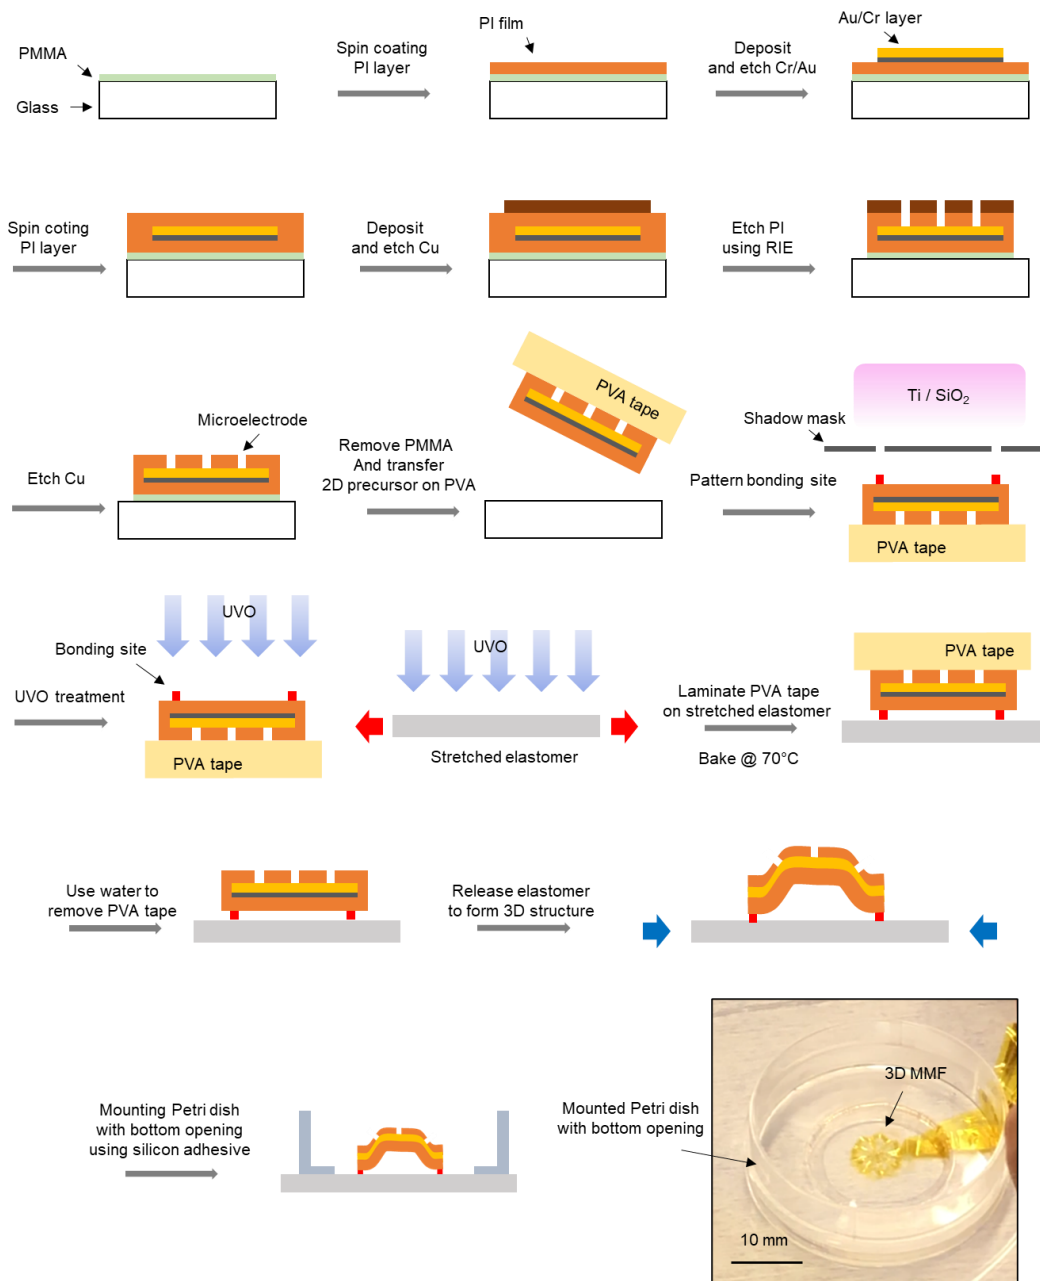 PMMA
Glass
Spin coating
PI layer
PI film
Deposit
and etch Cr/Au
Au/Cr layer
Spin coting
PI layer
Deposit
and etch Cu
Etch PI
using RIE
Etch Cu
Microelectrode
Remove PMMA
And transfer
2D precursor on PVA
PVA tape
Pattern bonding site
Ti / SiO2
Shadow mask
PVA tape
UVO treatment
Bonding site
UVO
PVA tape
UVO
Stretched elastomer
Laminate PVA tape
on stretched elastomer
Bake @ 70°C
PVA tape
Use water to
remove PVA tape
Release elastomer
to form 3D structure
Mounting Petri dish
with bottom opening
using silicon adhesive
Mounted Petri dish
with bottom opening
3D MMF
10 mm